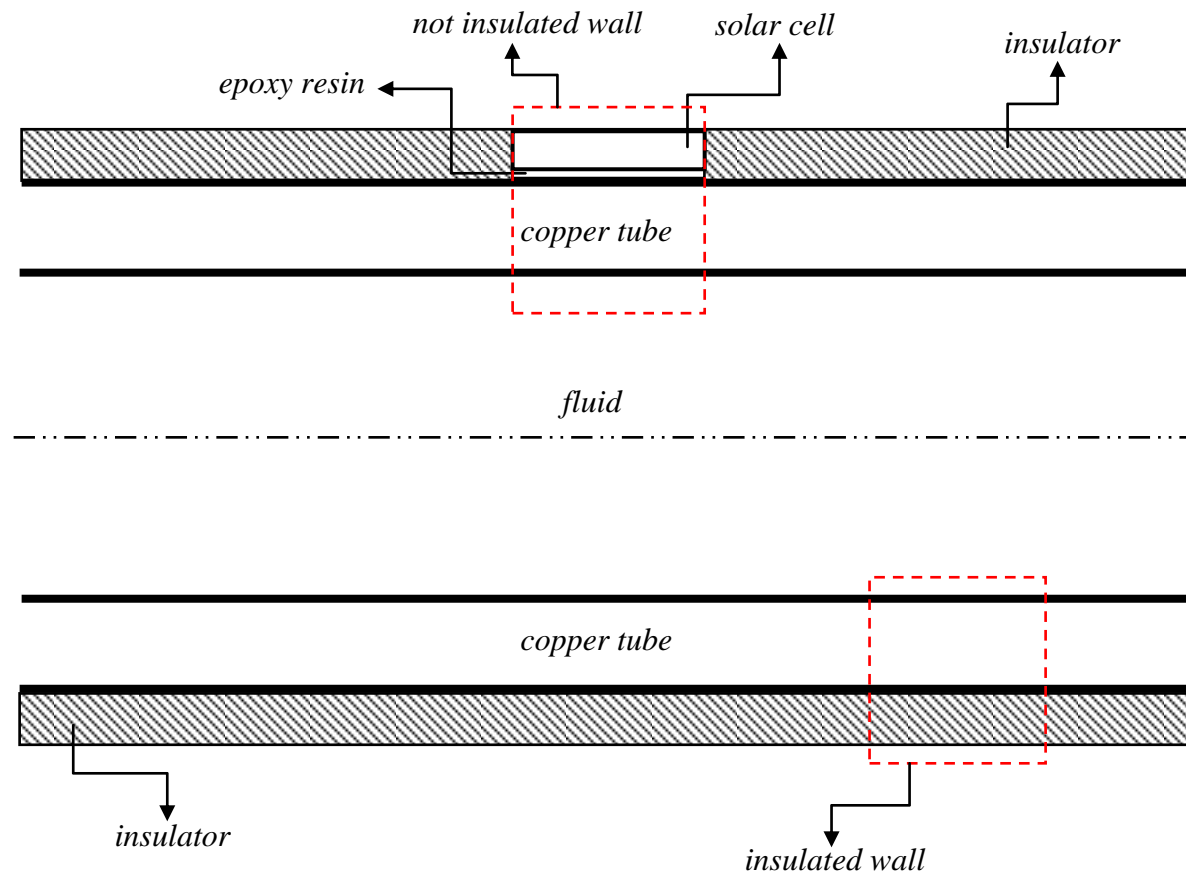 not insulated wall
solar cell
insulator
epoxy resin
copper tube
fluid
copper tube
insulator
insulated wall